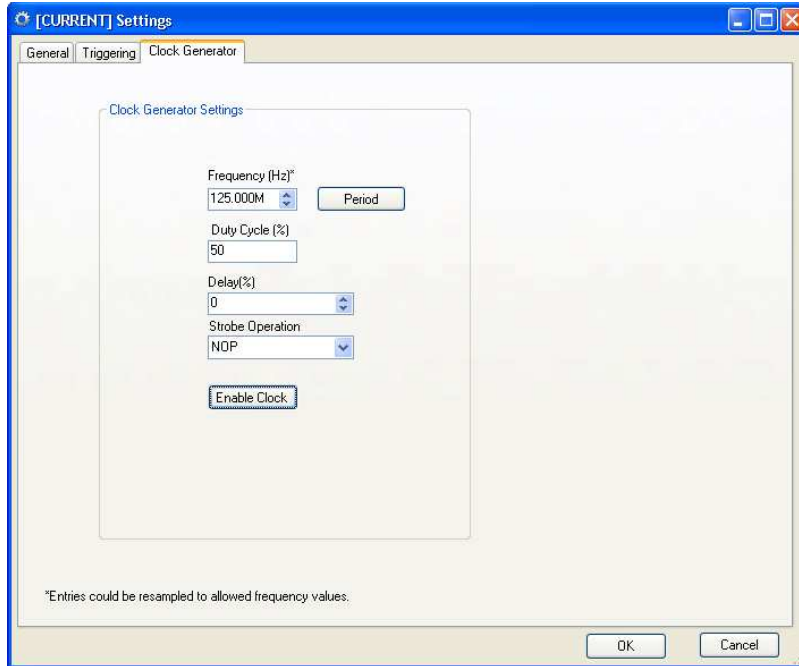 [CURRENT] Settings
General Triggering Clock Generator
Clock Generator Settings
Frequency (Hz)*
125.000M Period
Duty Cycle (%)
50
Delay(%)
0
Strobe Operation
NOP
Enable Clock
*Entries could be resampled to allowed frequency values.
OK Cancel